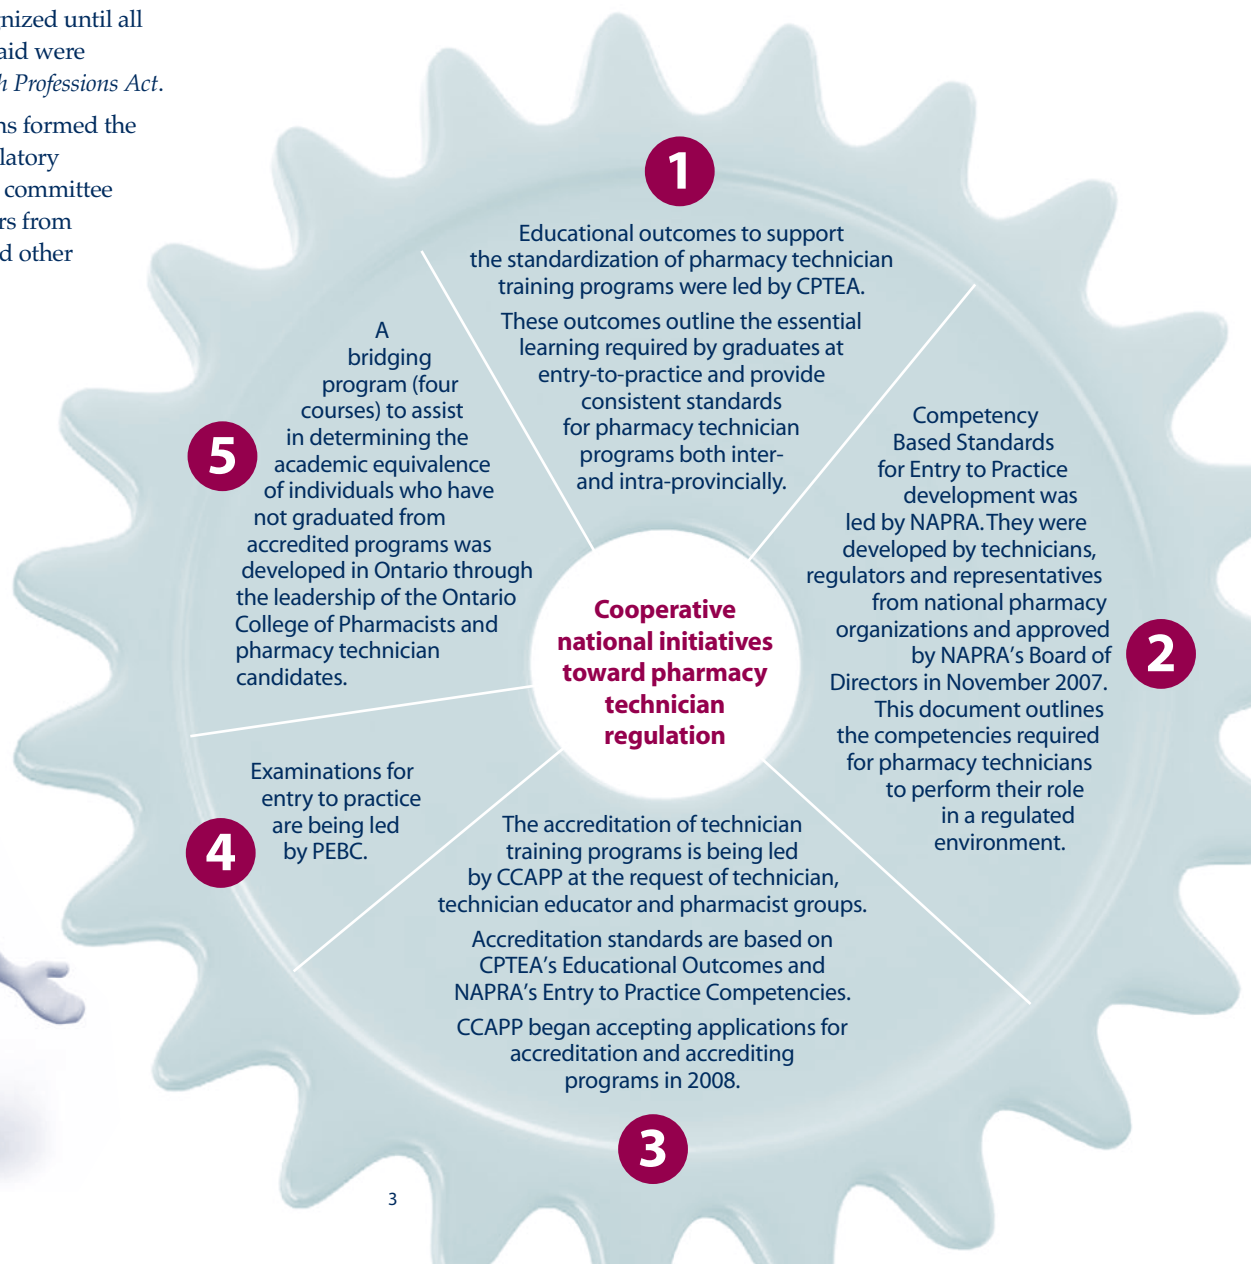 gnized until all
aid were
h Professions Act.
ns formed the
latory
committee
rs from
d other
1
Educational outcomes to support
the standardization of pharmacy technician
training programs were led by CPTEA.
These outcomes outline the essential
learning required by graduates at
entry-to-practice and provide
consistent standards
for pharmacy technician
programs both inter-
and intra-provincially.
Competency
Based Standards
for Entry to Practice
development was
led by NAPRA. They were
developed by technicians,
regulators and representatives
from national pharmacy
organizations and approved
by NAPRA's Board of
Directors in November 2007.
This document outlines
the competencies required
for pharmacy technicians
to perform their role
in a regulated
environment.
2
The accreditation of technician
training programs is being led
by CCAPP at the request of technician,
technician educator and pharmacist groups.
Accreditation standards are based on
CPTEA's Educational Outcomes and
NAPRA's Entry to Practice Competencies.
CCAPP began accepting applications for
accreditation and accrediting
programs in 2008.
3
Examinations for
entry to practice
are being led
by PEBC.
4
A
bridging
program (four
courses) to assist
in determining the
academic equivalence
of individuals who have
not graduated from
accredited programs was
developed in Ontario through
the leadership of the Ontario
College of Pharmacists and
pharmacy technician
candidates.
5
Cooperative
national initiatives
toward pharmacy
technician
regulation
3